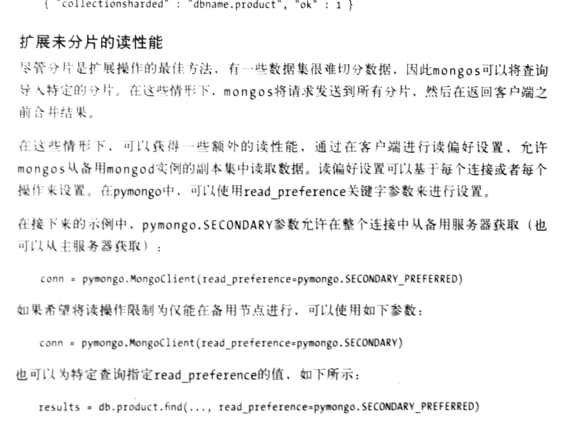 { "collectionsharded" : "dbname.product", "ok" : 1 }
扩展未分片的读性能
尽管分片是扩展操作的最佳方法，有一些数据集很难切分数据，因此mongos可以将查询
导入特定的分片。在这些情形下，mongos将请求发送到所有分片，然后在返回客户端之
前合并结果。
在这些情形下，可以获得一些额外的读性能，通过在客户端进行读偏好设置，允许
mongos从备用mongod实例的副本集中读取数据。读偏好设置可以基于每个连接或者每个
操作来设置。在pymongo中，可以使用read_preference关键字参数来进行设置。
在接下来的示例中，pymongo.SECONDARY参数允许在整个连接中从备用服务器获取（也
可以从主服务器获取）：
conn = pymongo.MongoClient(read_preference=pymongo.SECONDARY_PREFERRED)
如果希望将读操作限制为仅能在备用节点进行，可以使用如下参数：
conn = pymongo.MongoClient(read_preference=pymongo.SECONDARY)
也可以为特定查询指定read_preference的值，如下所示：
results = db.product.find(..., read_preference=pymongo.SECONDARY_PREFERRED)